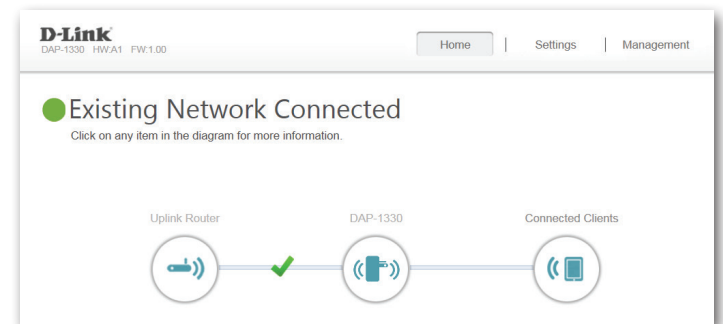 D-Link
DAP-1330 HW:A1 FW:1.00
Home | Settings | Management
Existing Network Connected
Click on any item in the diagram for more information.
Uplink Router DAP-1330 Connected Clients